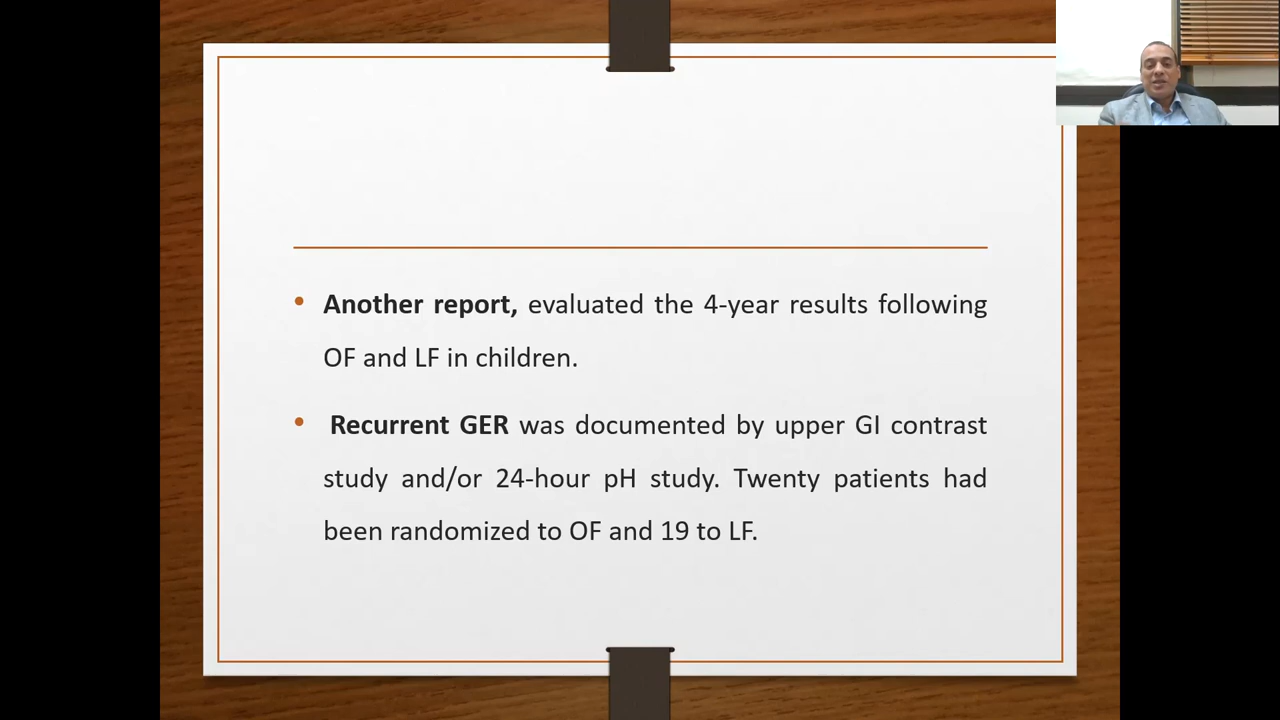 • Another report, evaluated the 4-year results following
OF and LF in children.
• Recurrent GER was documented by upper GI contrast
study and/or 24-hour pH study. Twenty patients had
been randomized to OF and 19 to LF.